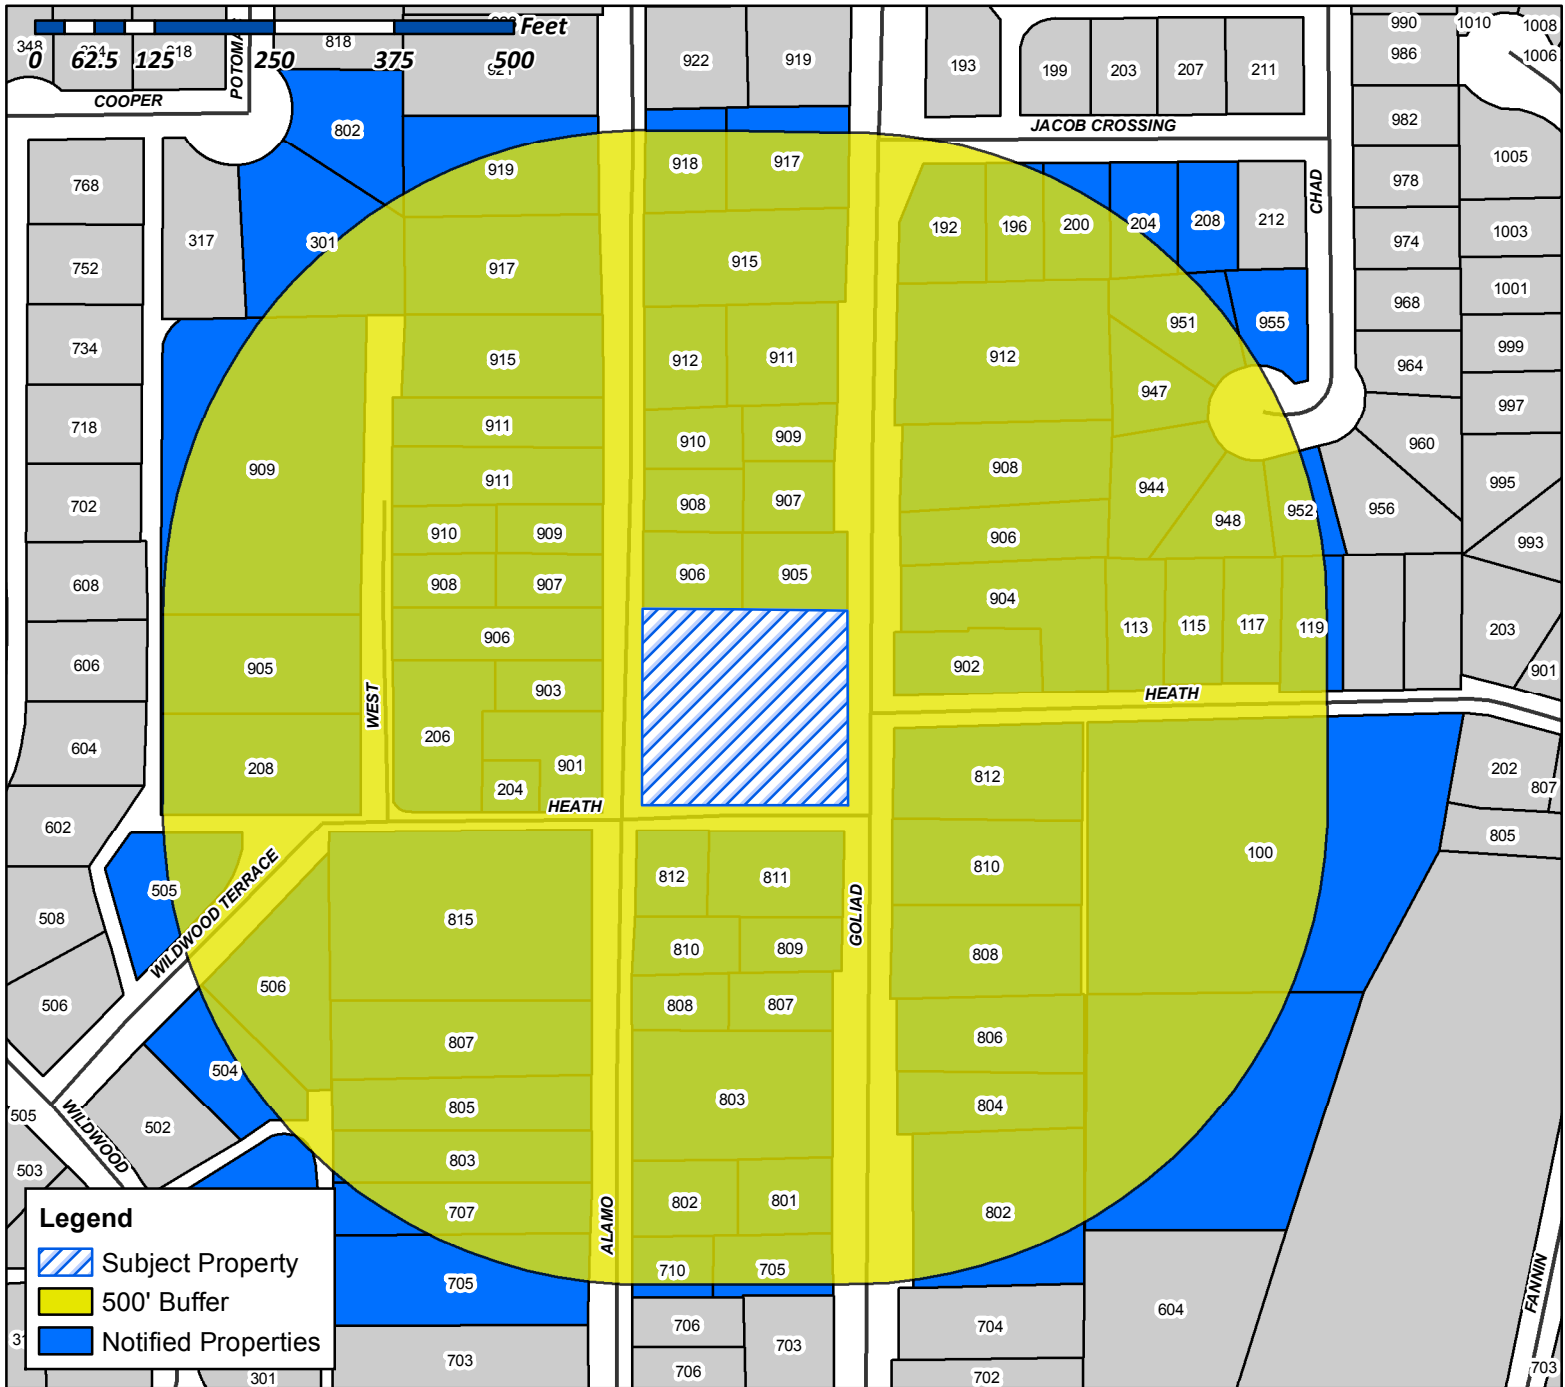 Feet
0 62.5 125 250 375 500
348 818 922 919 193 199 203 207 211 990 1010 1008
986 1006
COOPER POTOMA
802 JACOB CROSSING 982
768 919 918 917 1005
CHAD 978
317 301 192 196 200 204 208 212 974 1003
752 917 915
968 1001
734 915 912 911 912 951 955 964 999
718 911 910 909 947 997
909 908 960
702 911 908 907 944 995
910 909 906 948 952 956 993
608 908 907 906 905 904
606 905 906 902 113 115 117 119 203
901
WEST 903 HEATH
604 208 206 901 812 202
204 HEATH 807
602 805
505 812 811 810 100
WILDWOOD TERRACE
508 815 GOLIAD
810 809 808
506 506 808 807
807 806
504 803 804
505 805
WILDWOOD 502
503 803
707 ALAMO 802 801 802
705 710 705
FANNIN
706 703 704 604
703 706 702 703
301
Legend
Subject Property
500' Buffer
Notified Properties